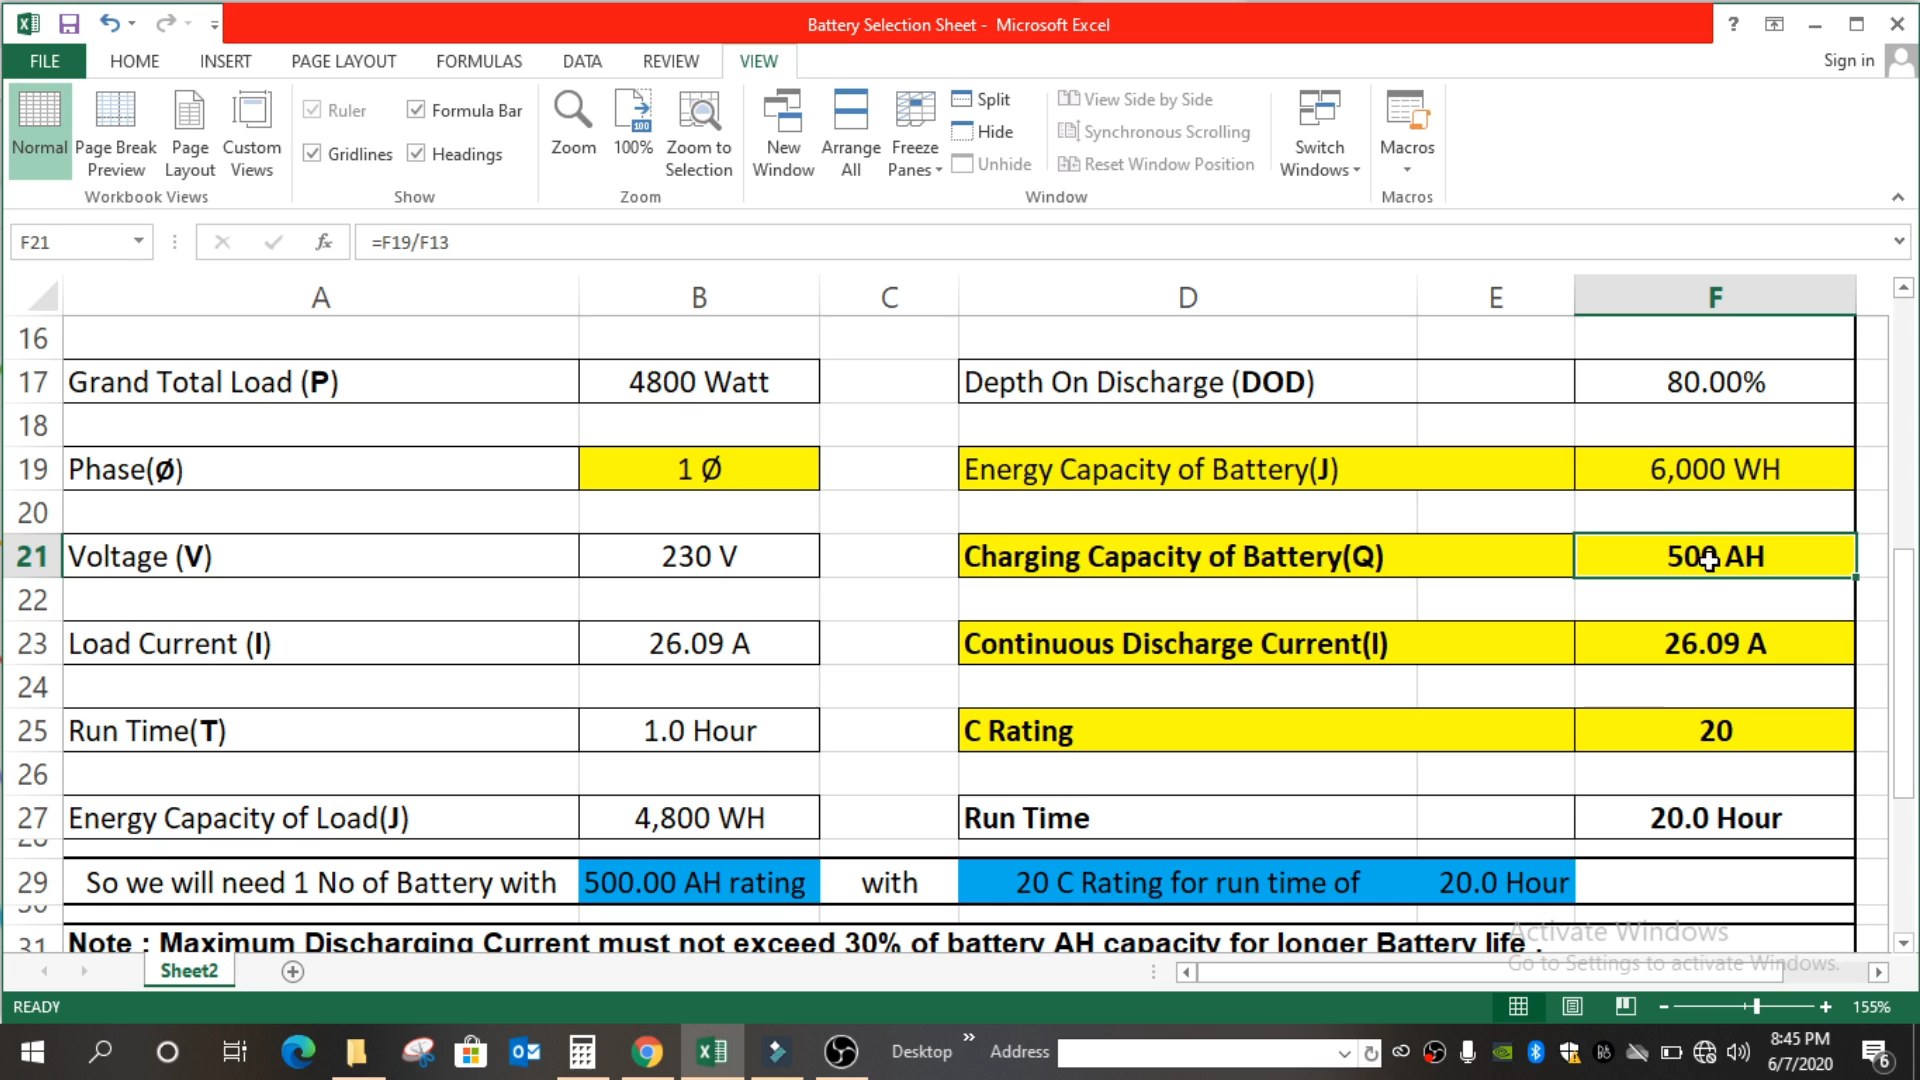 Battery Selection Sheet - Microsoft Excel
FILE HOME INSERT PAGE LAYOUT FORMULAS DATA REVIEW VIEW Sign in
Normal
Page Break Preview
Page Layout
Custom Views
Workbook Views
Ruler
Formula Bar
Gridlines
Headings
Show
Zoom
100%
Zoom to Selection
Zoom
New Window
Arrange All
Freeze Panes
Split
Hide
Unhide
View Side by Side
Synchronous Scrolling
Reset Window Position
Switch Windows
Window
Macros
Macros
F21 fx =F19/F13
A B C D E F
16
17 Grand Total Load (P) 4800 Watt Depth On Discharge (DOD) 80.00%
18
19 Phase(Ø) 1 Ø Energy Capacity of Battery(J) 6,000 WH
20
21 Voltage (V) 230 V Charging Capacity of Battery(Q) 500 AH
22
23 Load Current (I) 26.09 A Continuous Discharge Current(I) 26.09 A
24
25 Run Time(T) 1.0 Hour C Rating 20
26
27 Energy Capacity of Load(J) 4,800 WH Run Time 20.0 Hour
28
29 So we will need 1 No of Battery with 500.00 AH rating with 20 C Rating for run time of 20.0 Hour
30
31 Note : Maximum Discharging Current must not exceed 30% of battery AH capacity for longer Battery life .
Activate Windows
Go to Settings to activate Windows.
Sheet2
READY 155%
Desktop Address
8:45 PM
6/7/2020
6